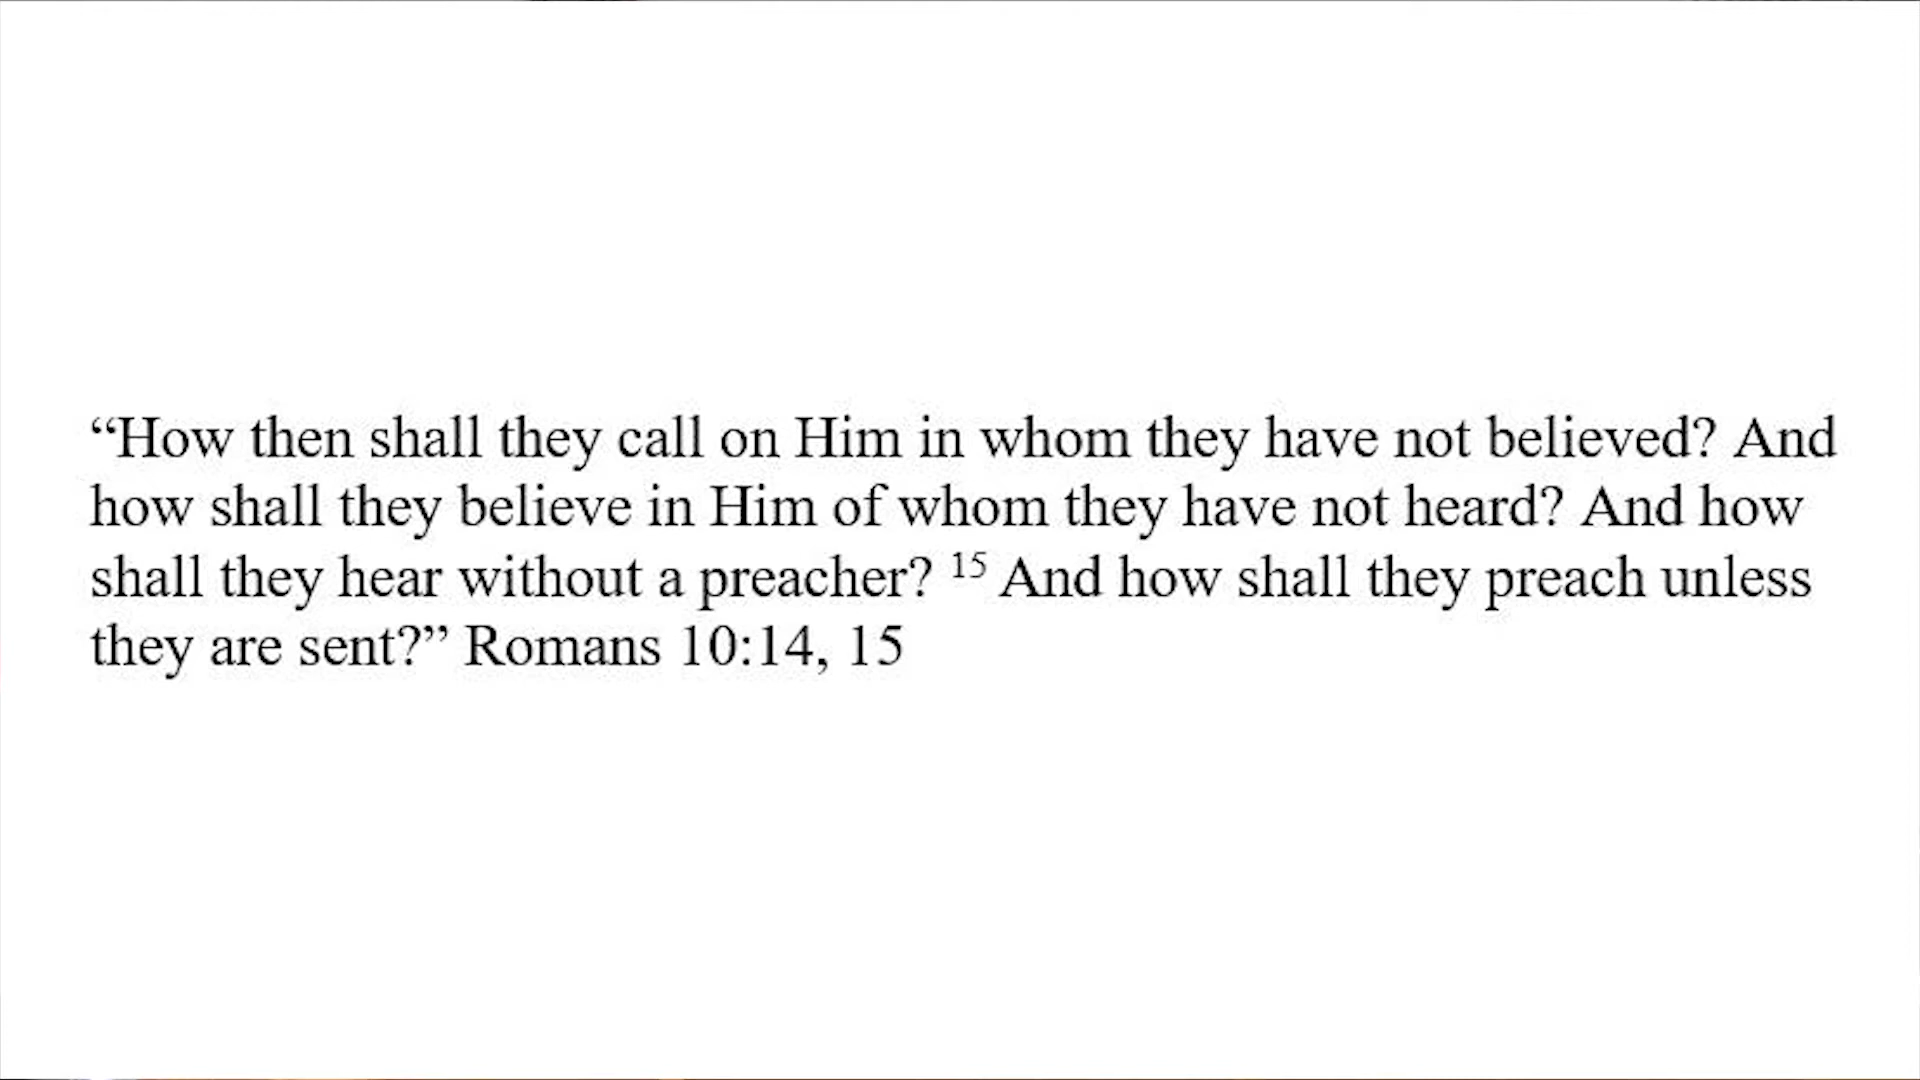 “How then shall they call on Him in whom they have not believed? And
how shall they believe in Him of whom they have not heard? And how
shall they hear without a preacher? 15 And how shall they preach unless
they are sent?” Romans 10:14, 15